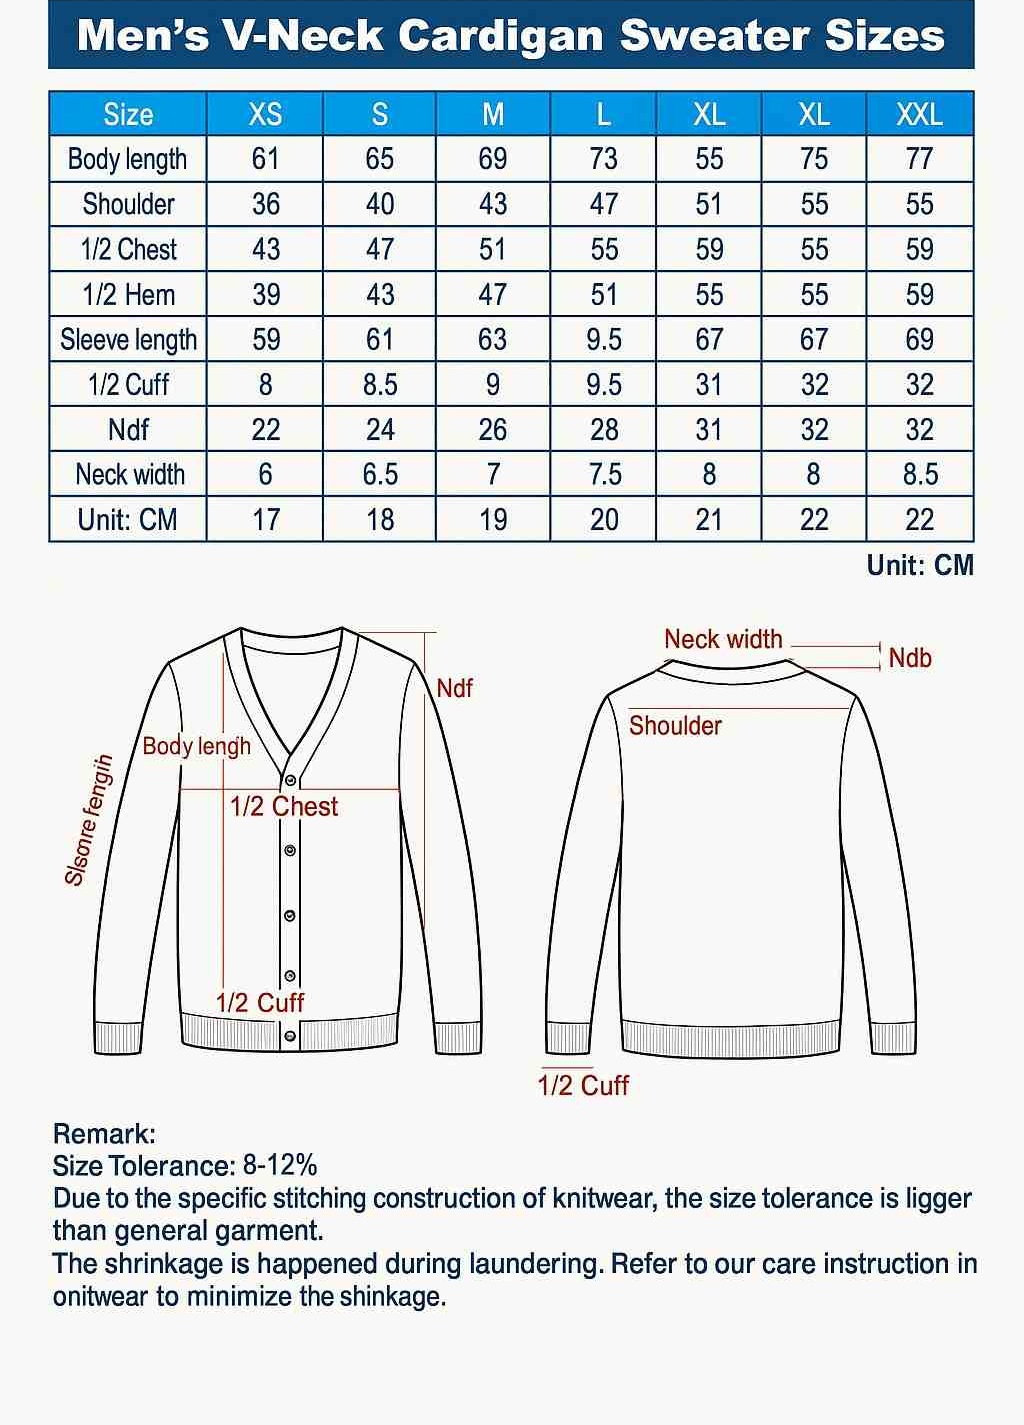 Men's V-Neck Cardigan Sweater Sizes
Size XS S M L XL XL XXL
Body length 61 65 69 73 55 75 77
Shoulder 36 40 43 47 51 55 55
1/2 Chest 43 47 51 55 59 55 59
1/2 Hem 39 43 47 51 55 55 59
Sleeve length 59 61 63 9.5 67 67 69
1/2 Cuff 8 8.5 9 9.5 31 32 32
Ndf 22 24 26 28 31 32 32
Neck width 6 6.5 7 7.5 8 8 8.5
Unit: CM 17 18 19 20 21 22 22
Unit: CM
Neck width
Ndb
Ndf
Shoulder
Body lengh
Slsonre fengih
1/2 Chest
1/2 Cuff
1/2 Cuff
Remark:
Size Tolerance: 8-12%
Due to the specific stitching construction of knitwear, the size tolerance is ligger
than general garment.
The shrinkage is happened during laundering. Refer to our care instruction in
onitwear to minimize the shinkage.